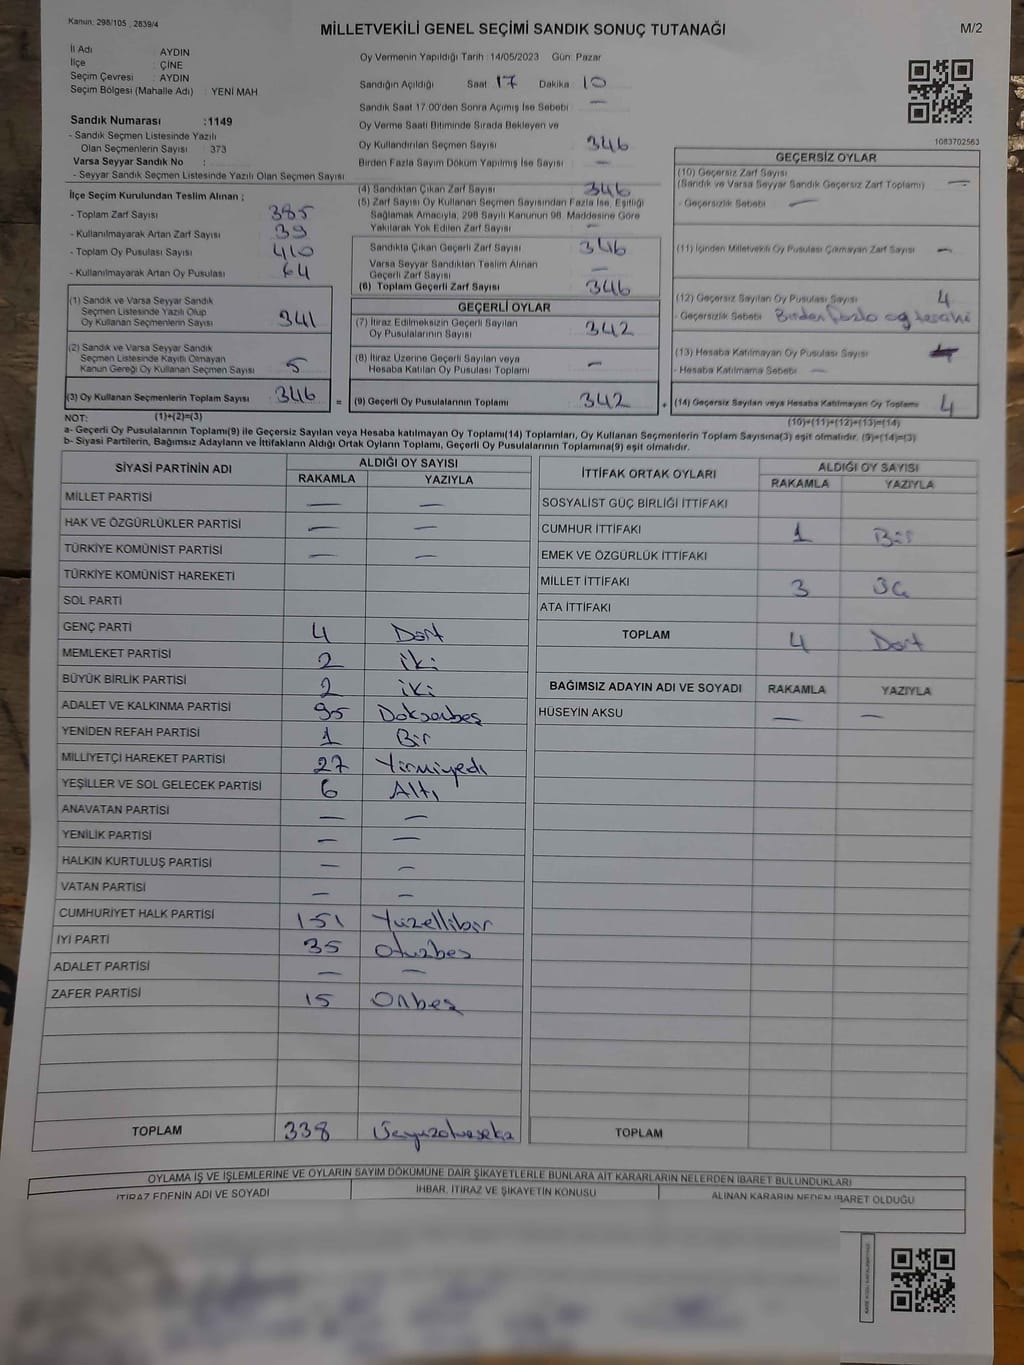 Kanun: 298/105 , 2839/4
MİLLETVEKİLİ GENEL SEÇİMİ SANDIK SONUÇ TUTANAĞI
M/2
İl Adı : AYDIN
İlçe : ÇİNE
Seçim Çevresi : AYDIN
Seçim Bölgesi (Mahalle Adı) : YENİ MAH
Sandık Numarası :1149
- Sandık Seçmen Listesinde Yazılı
Olan Seçmenlerin Sayısı : 373
Varsa Seyyar Sandık No :
- Seyyar Sandık Seçmen Listesinde Yazılı Olan Seçmen Sayısı :
Oy Vermenin Yapıldığı Tarih :14/05/2023 Gün: Pazar
Sandığın Açıldığı Saat 17 Dakika 10
Sandık Saat 17.00'den Sonra Açımış İse Sebebi : —
Oy Verme Saati Bitiminde Sırada Bekleyen ve
Oy Kullandırılan Seçmen Sayısı : 346
Birden Fazla Sayım Döküm Yapılmış İse Sayısı : —
1083702563
İlçe Seçim Kurulundan Teslim Alınan ;
- Toplam Zarf Sayısı : 385
- Kullanılmayarak Artan Zarf Sayısı : 39
- Toplam Oy Pusulası Sayısı : 410
- Kullanılmayarak Artan Oy Pusulası : 64
(1) Sandık ve Varsa Seyyar Sandık
Seçmen Listesinde Yazılı Olup
Oy Kullanan Seçmenlerin Sayısı : 341
(2) Sandık ve Varsa Seyyar Sandık
Seçmen Listesinde Kayıtlı Olmayan
Kanun Gereği Oy Kullanan Seçmen Sayısı : 5
(3) Oy Kullanan Seçmenlerin Toplam Sayısı : 346 =
(4) Sandıktan Çıkan Zarf Sayısı : 346
(5) Zarf Sayısı Oy Kullanan Seçmen Sayısından Fazla İse, Eşitliği
Sağlamak Amacıyla, 298 Sayılı Kanunun 98. Maddesine Göre
Yakılarak Yok Edilen Zarf Sayısı : —
Sandıkta Çıkan Geçerli Zarf Sayısı : 346
Varsa Seyyar Sandıktan Teslim Alınan
Geçerli Zarf Sayısı : —
(6) Toplam Geçerli Zarf Sayısı : 346
GEÇERLİ OYLAR
(7) İtiraz Edilmeksizin Geçerli Sayılan
Oy Pusulalarının Sayısı : 342
(8) İtiraz Üzerine Geçerli Sayılan veya
Hesaba Katılan Oy Pusulası Toplamı : —
(9) Geçerli Oy Pusulalarının Toplamı : 342 +
GEÇERSİZ OYLAR
(10) Geçersiz Zarf Sayısı
(Sandık ve Varsa Seyyar Sandık Geçersiz Zarf Toplamı) : —
- Geçersizlik Sebebi : —
(11) İçinden Milletvekili Oy Pusulası Çıkmayan Zarf Sayısı : —
(12) Geçersiz Sayılan Oy Pusulası Sayısı : 4
- Geçersizlik Sebebi : Birden fazla oy
(13) Hesaba Katılmayan Oy Pusulası Sayısı :
- Hesaba Katılmama Sebebi : —
(14) Geçersiz Sayılan veya Hesaba Katılmayan Oy Toplamı : 4
NOT: (1)+(2)=(3) (10)+(11)+(12)+(13)=(14)
a- Geçerli Oy Pusulalarının Toplamı(9) ile Geçersiz Sayılan veya Hesaba katılmayan Oy Toplamı(14) Toplamları, Oy Kullanan Seçmenlerin Toplam Sayısına(3) eşit olmalıdır. (9)+(14)=(3)
b- Siyasi Partilerin, Bağımsız Adayların ve İttifakların Aldığı Ortak Oyların Toplamı, Geçerli Oy Pusulalarının Toplamına(9) eşit olmalıdır.
SİYASİ PARTİNİN ADI ALDIĞI OY SAYISI
RAKAMLA YAZIYLA
MİLLET PARTİSİ — —
HAK VE ÖZGÜRLÜKLER PARTİSİ — —
TÜRKİYE KOMÜNİST PARTİSİ — —
TÜRKİYE KOMÜNİST HAREKETİ
SOL PARTİ
GENÇ PARTİ 4 Dört
MEMLEKET PARTİSİ 2 iki
BÜYÜK BİRLİK PARTİSİ 2 iki
ADALET VE KALKINMA PARTİSİ 95 Doksanbeş
YENİDEN REFAH PARTİSİ 1 Bir
MİLLİYETÇİ HAREKET PARTİSİ 27 Yirmiyedi
YEŞİLLER VE SOL GELECEK PARTİSİ 6 Altı
ANAVATAN PARTİSİ — —
YENİLİK PARTİSİ — —
HALKIN KURTULUŞ PARTİSİ — —
VATAN PARTİSİ — —
CUMHURİYET HALK PARTİSİ 151 Yüzellibir
İYİ PARTİ 35 Otuzbeş
ADALET PARTİSİ — —
ZAFER PARTİSİ 15 Onbeş
TOPLAM 338
İTTİFAK ORTAK OYLARI ALDIĞI OY SAYISI
RAKAMLA YAZIYLA
SOSYALİST GÜÇ BİRLİĞİ İTTİFAKI
CUMHUR İTTİFAKI 1 Bir
EMEK VE ÖZGÜRLÜK İTTİFAKI
MİLLET İTTİFAKI 3 Üç
ATA İTTİFAKI
TOPLAM 4 Dört
BAĞIMSIZ ADAYIN ADI VE SOYADI RAKAMLA YAZIYLA
HÜSEYİN AKSU — —
TOPLAM
OYLAMA İŞ VE İŞLEMLERİNE VE OYLARIN SAYIM DÖKÜMÜNE DAİR ŞİKAYETLERLE BUNLARA AİT KARARLARIN NELERDEN İBARET BULUNDUKLARI
İTİRAZ EDENİN ADI VE SOYADI
İHBAR, İTİRAZ VE ŞİKAYETİN KONUSU
ALINAN KARARIN NEDEN İBARET OLDUĞU